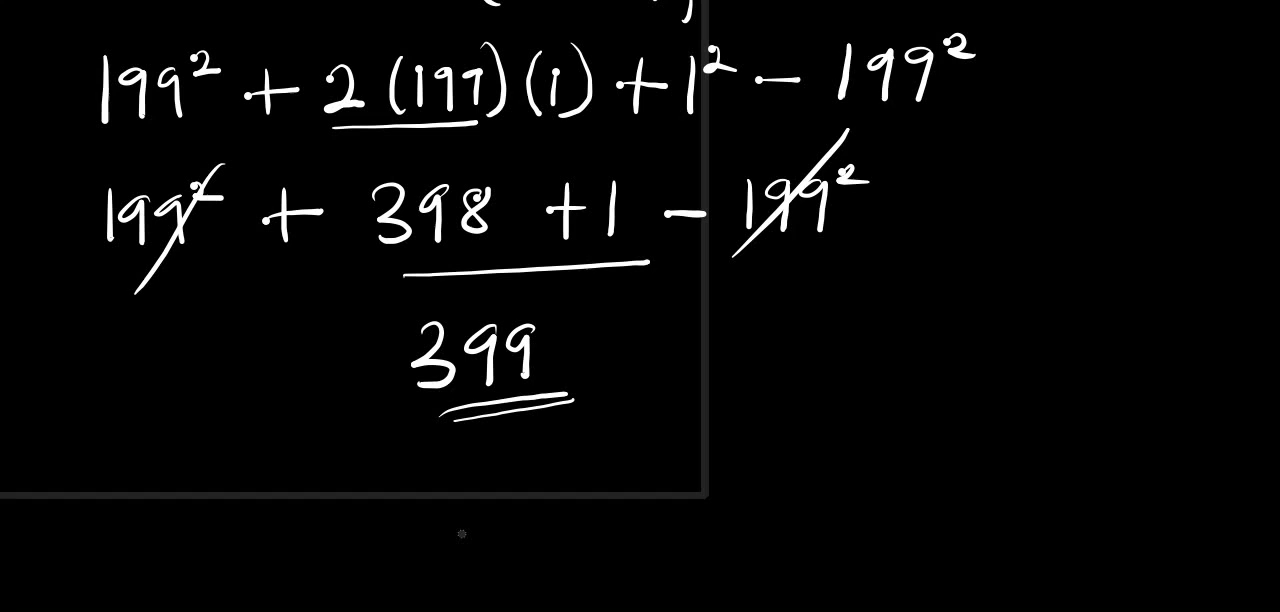 199² + 2(199)(1) + 1² - 199²
199² + 398 + 1 - 199²
399